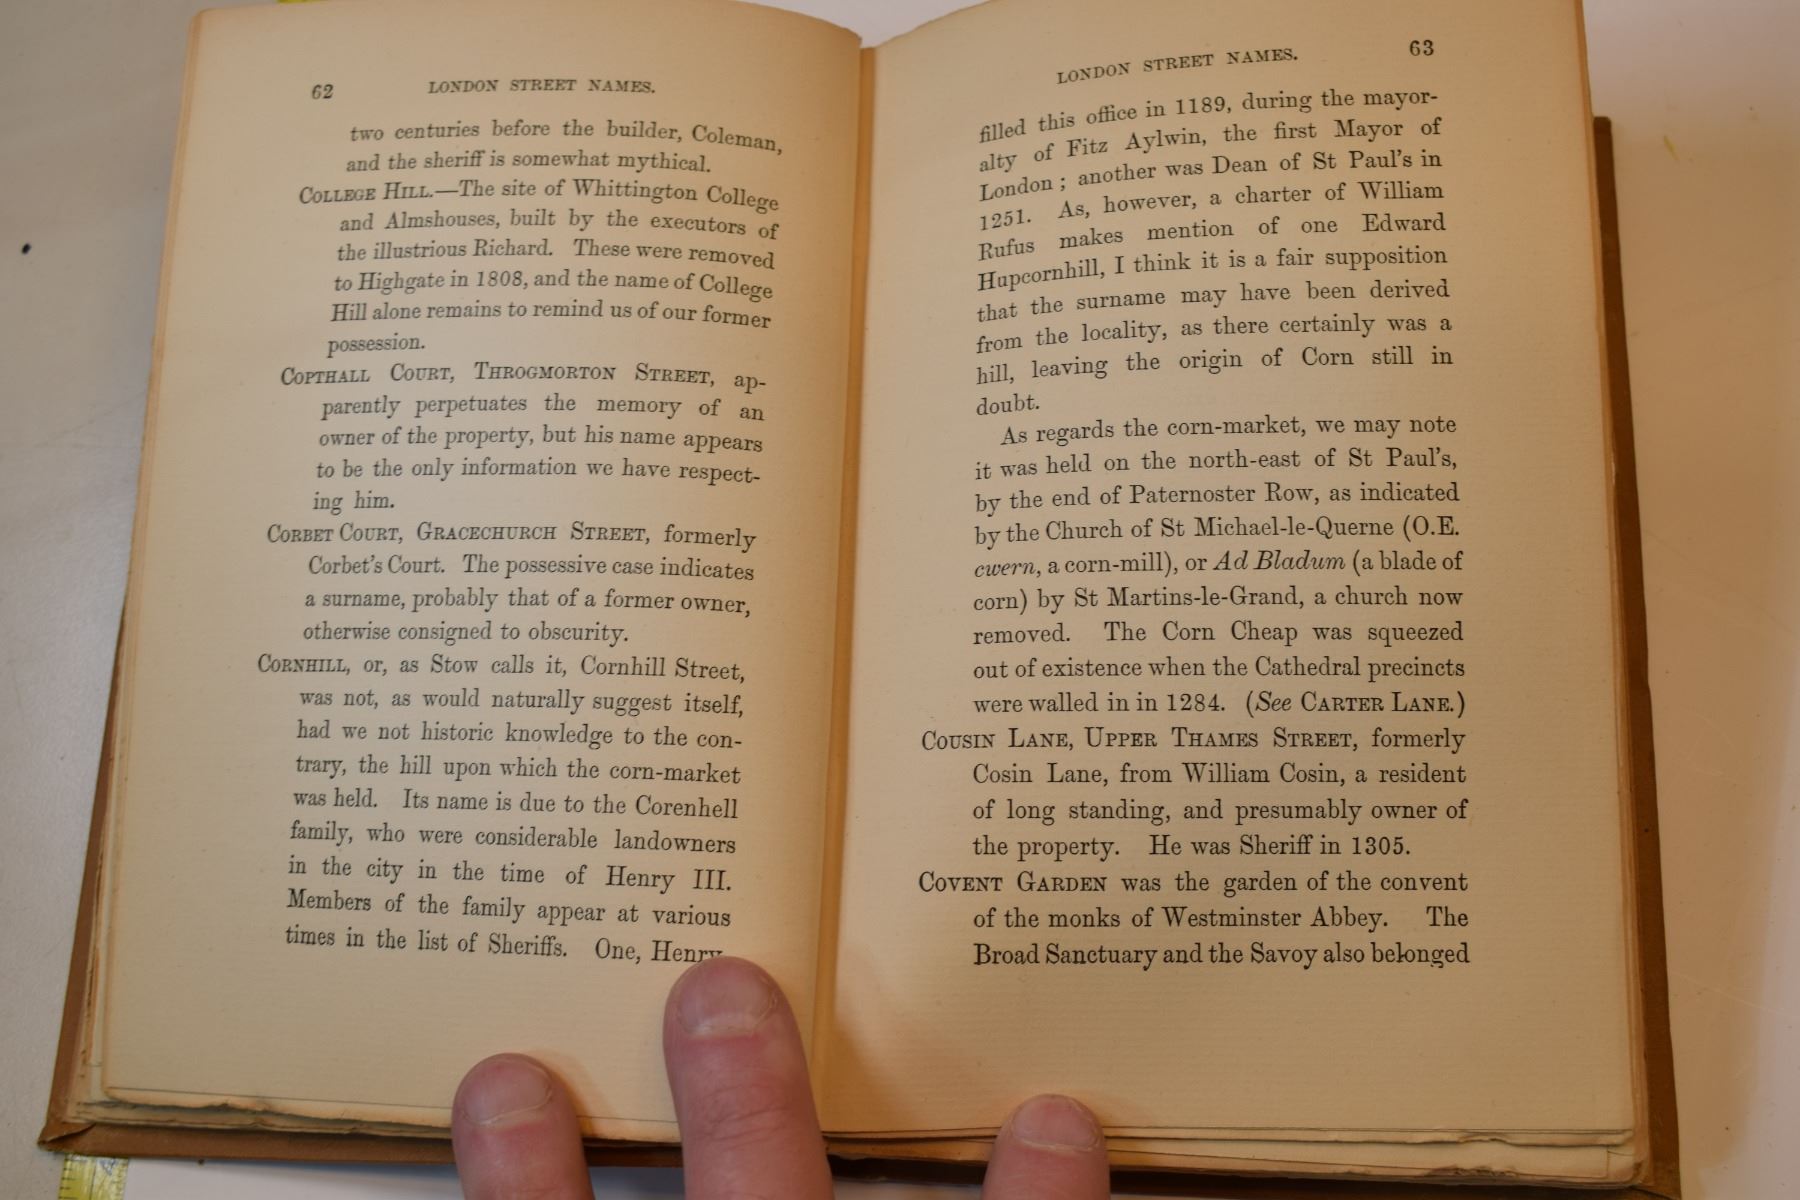 62 LONDON STREET NAMES.
two centuries before the builder, Coleman,
and the sheriff is somewhat mythical.
COLLEGE HILL.—The site of Whittington College
and Almshouses, built by the executors of
the illustrious Richard. These were removed
to Highgate in 1808, and the name of College
Hill alone remains to remind us of our former
possession.
COPTHALL COURT, THROGMORTON STREET, ap-
parently perpetuates the memory of an
owner of the property, but his name appears
to be the only information we have respect-
ing him.
CORBET COURT, GRACECHURCH STREET, formerly
Corbet's Court. The possessive case indicates
a surname, probably that of a former owner,
otherwise consigned to obscurity.
CORNHILL, or, as Stow calls it, Cornhill Street,
was not, as would naturally suggest itself,
had we not historic knowledge to the con-
trary, the hill upon which the corn-market
was held. Its name is due to the Corenhell
family, who were considerable landowners
in the city in the time of Henry III.
Members of the family appear at various
times in the list of Sheriffs. One, Henry
LONDON STREET NAMES. 63
filled this office in 1189, during the mayor-
alty of Fitz Aylwin, the first Mayor of
London; another was Dean of St Paul's in
1251. As, however, a charter of William
Rufus makes mention of one Edward
Hupcornhill, I think it is a fair supposition
that the surname may have been derived
from the locality, as there certainly was a
hill, leaving the origin of Corn still in
doubt.
As regards the corn-market, we may note
it was held on the north-east of St Paul's,
by the end of Paternoster Row, as indicated
by the Church of St Michael-le-Querne (O.E.
cwern, a corn-mill), or Ad Bladum (a blade of
corn) by St Martins-le-Grand, a church now
removed. The Corn Cheap was squeezed
out of existence when the Cathedral precincts
were walled in in 1284. (See CARTER LANE.)
COUSIN LANE, UPPER THAMES STREET, formerly
Cosin Lane, from William Cosin, a resident
of long standing, and presumably owner of
the property. He was Sheriff in 1305.
COVENT GARDEN was the garden of the convent
of the monks of Westminster Abbey. The
Broad Sanctuary and the Savoy also belonged